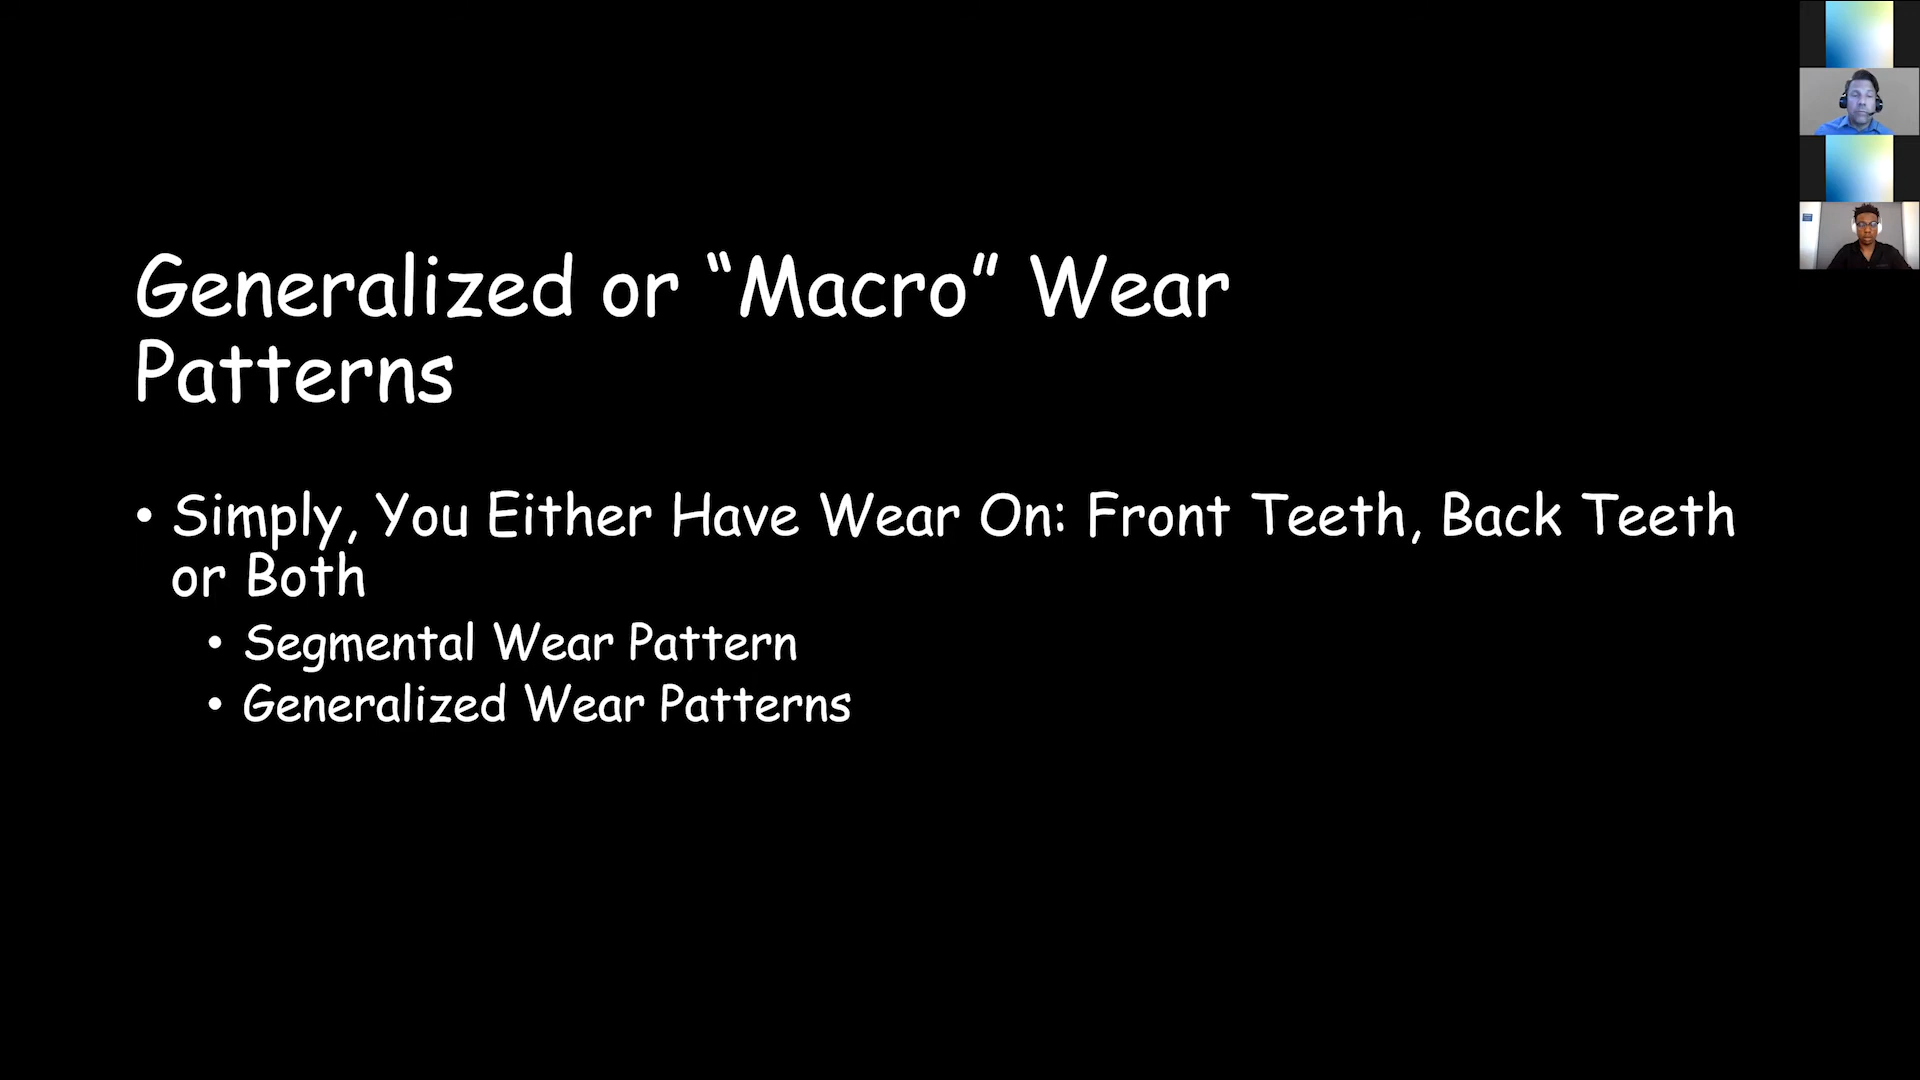 Generalized or “Macro” Wear
Patterns
• Simply, You Either Have Wear On: Front Teeth, Back Teeth
or Both
• Segmental Wear Pattern
• Generalized Wear Patterns